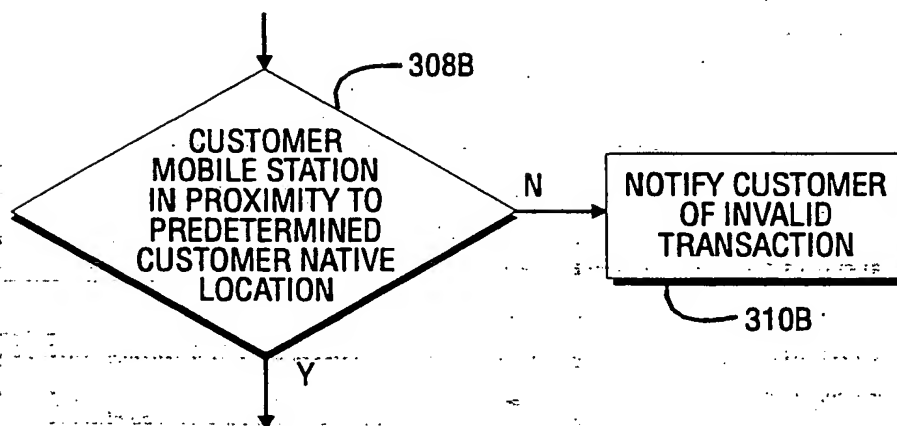 308B
CUSTOMER
MOBILE STATION
IN PROXIMITY TO
PREDETERMINED
CUSTOMER NATIVE
LOCATION
N
NOTIFY CUSTOMER
OF INVALID
TRANSACTION
310B
Y